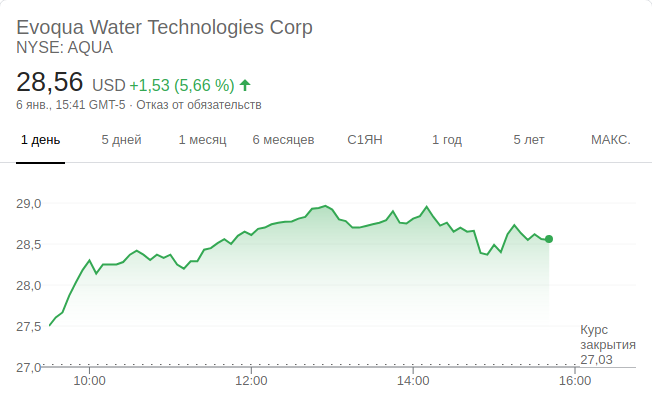 Evoqua Water Technologies Corp
NYSE: AQUA
28,56 USD +1,53 (5,66 %)
6 янв., 15:41 GMT-5 · Отказ от обязательств
1 день 5 дней 1 месяц 6 месяцев С1ЯН 1 год 5 лет МАКС.
29,0
28,5
28,0
27,5
27,0
Курс
закрытия
27,03
10:00 12:00 14:00 16:00